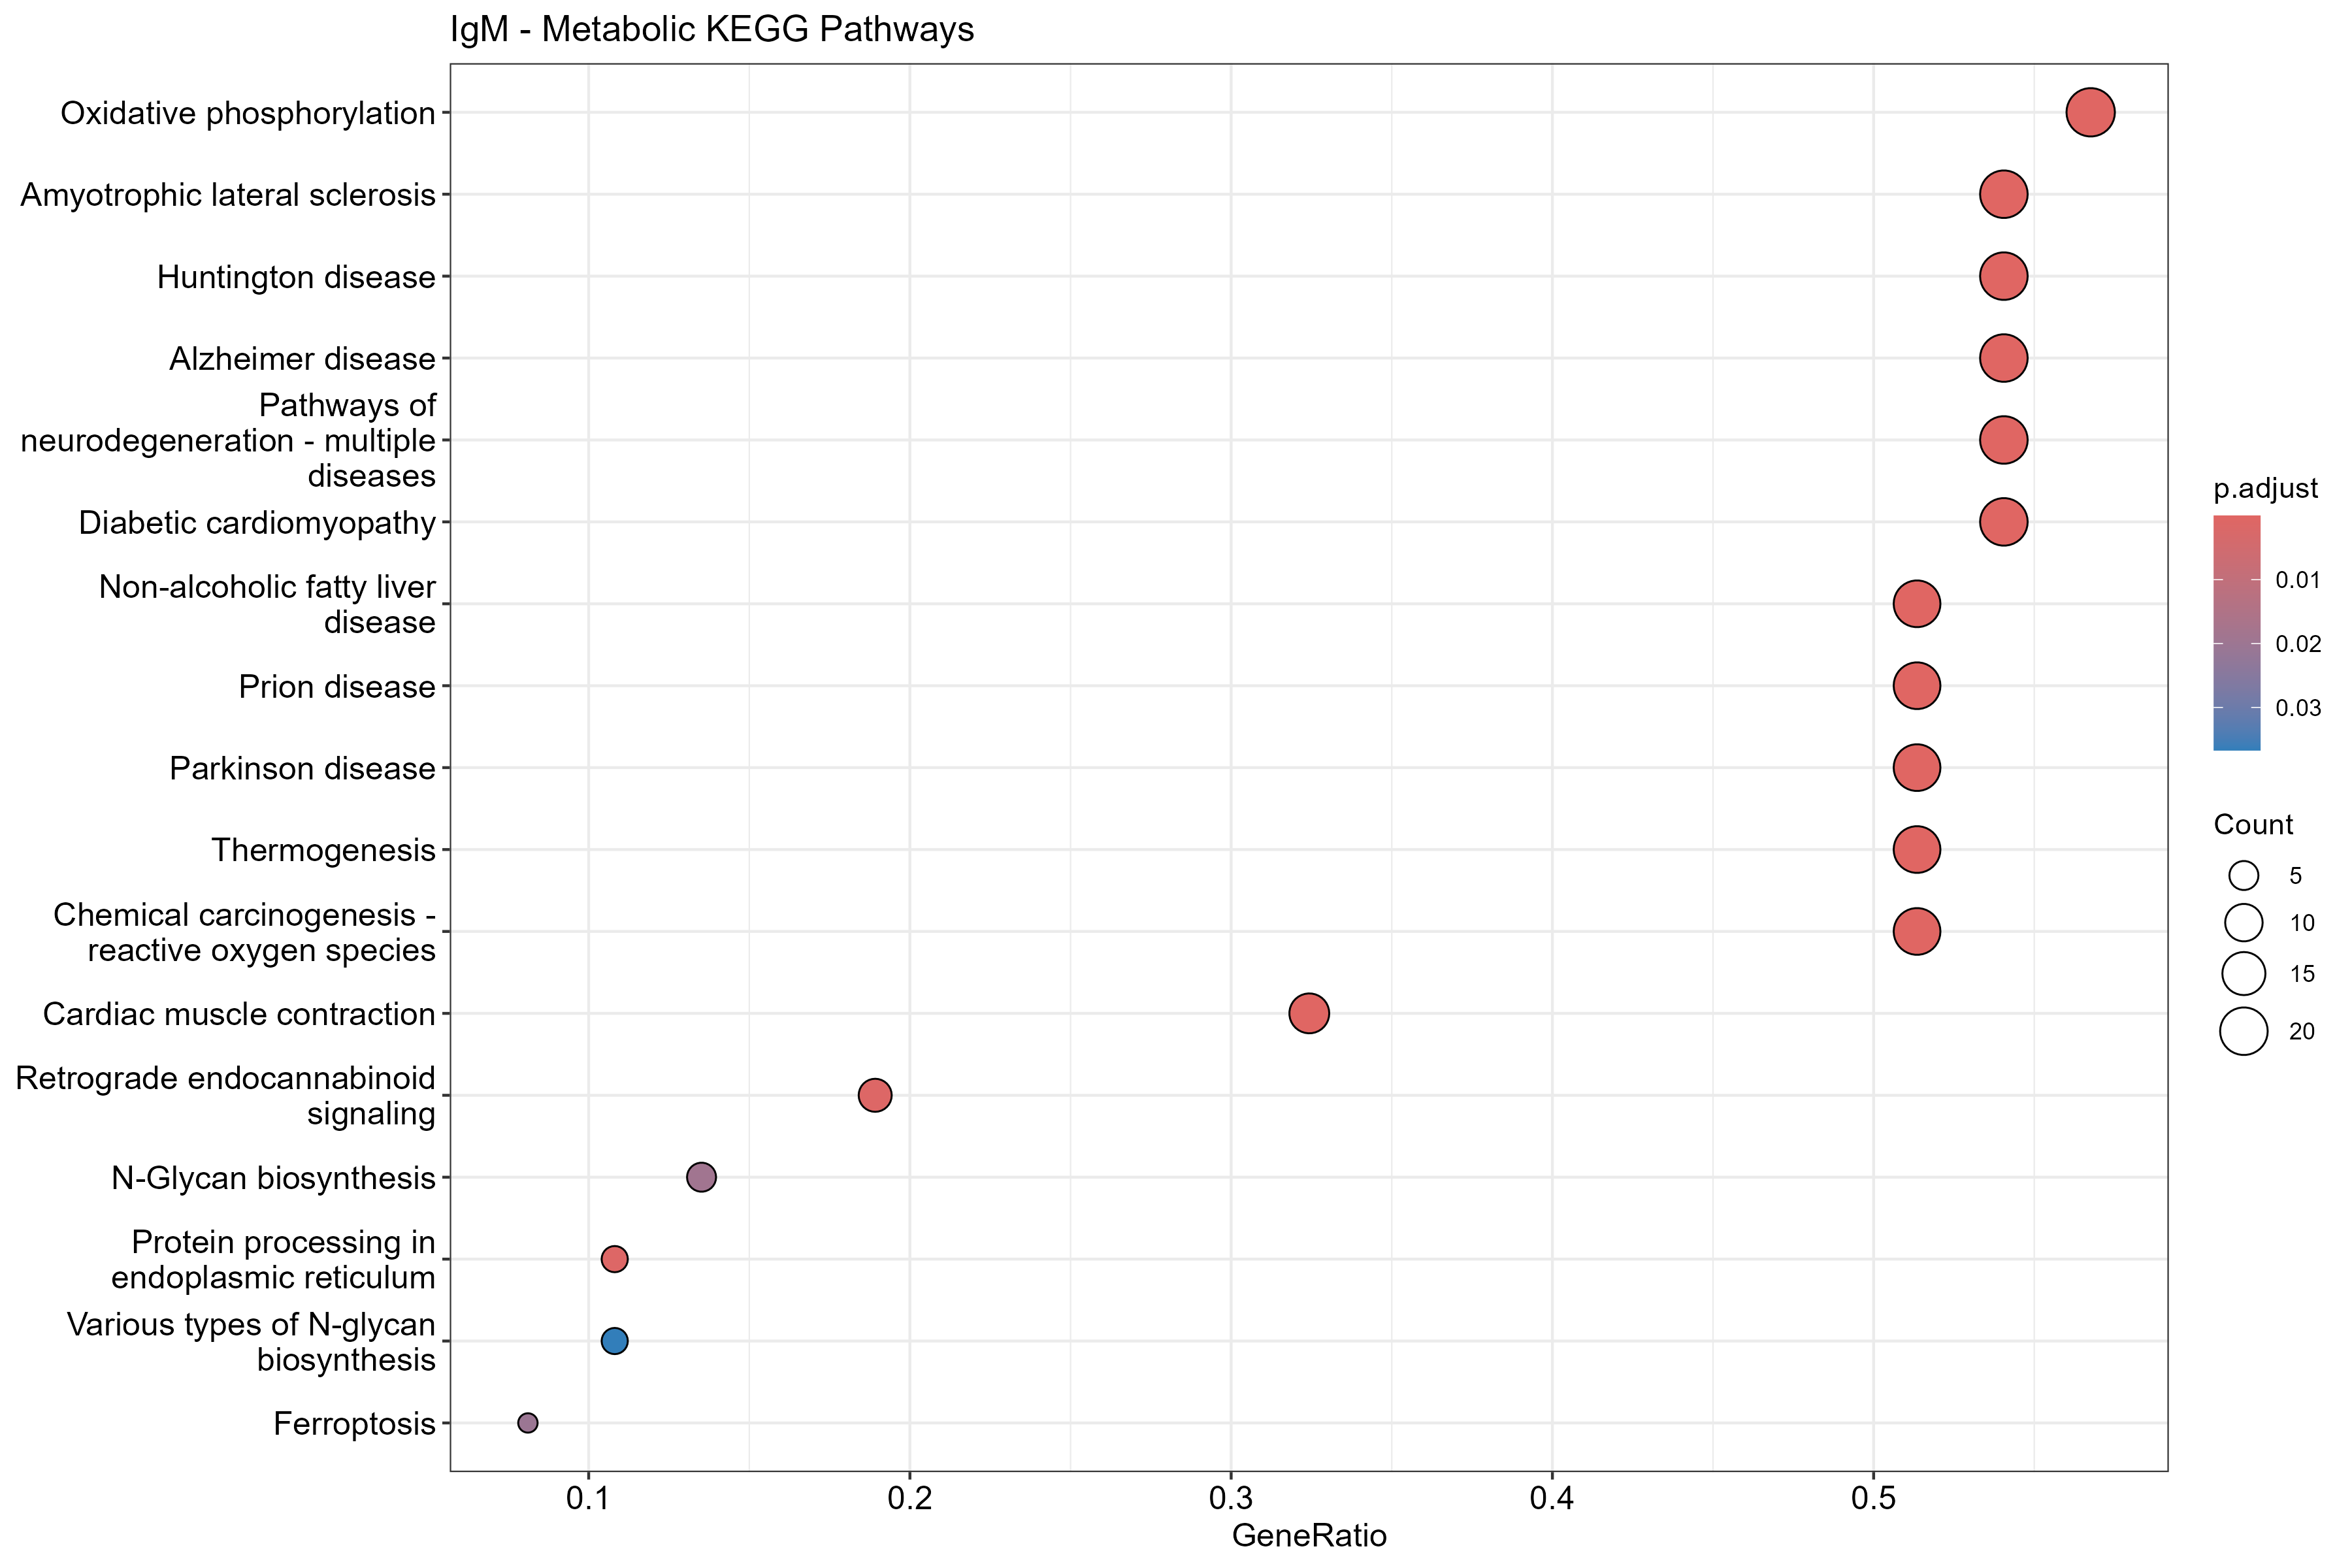 IgM - Metabolic KEGG Pathways
Oxidative phosphorylation
Amyotrophic lateral sclerosis
Huntington disease
Alzheimer disease
Pathways of
neurodegeneration - multiple
diseases
Diabetic cardiomyopathy
Non-alcoholic fatty liver
disease
Prion disease
Parkinson disease
Thermogenesis
Chemical carcinogenesis -
reactive oxygen species
Cardiac muscle contraction
Retrograde endocannabinoid
signaling
N-Glycan biosynthesis
Protein processing in
endoplasmic reticulum
Various types of N-glycan
biosynthesis
Ferroptosis
0.1 0.2 0.3 0.4 0.5
GeneRatio
p.adjust
0.01
0.02
0.03
Count
5
10
15
20